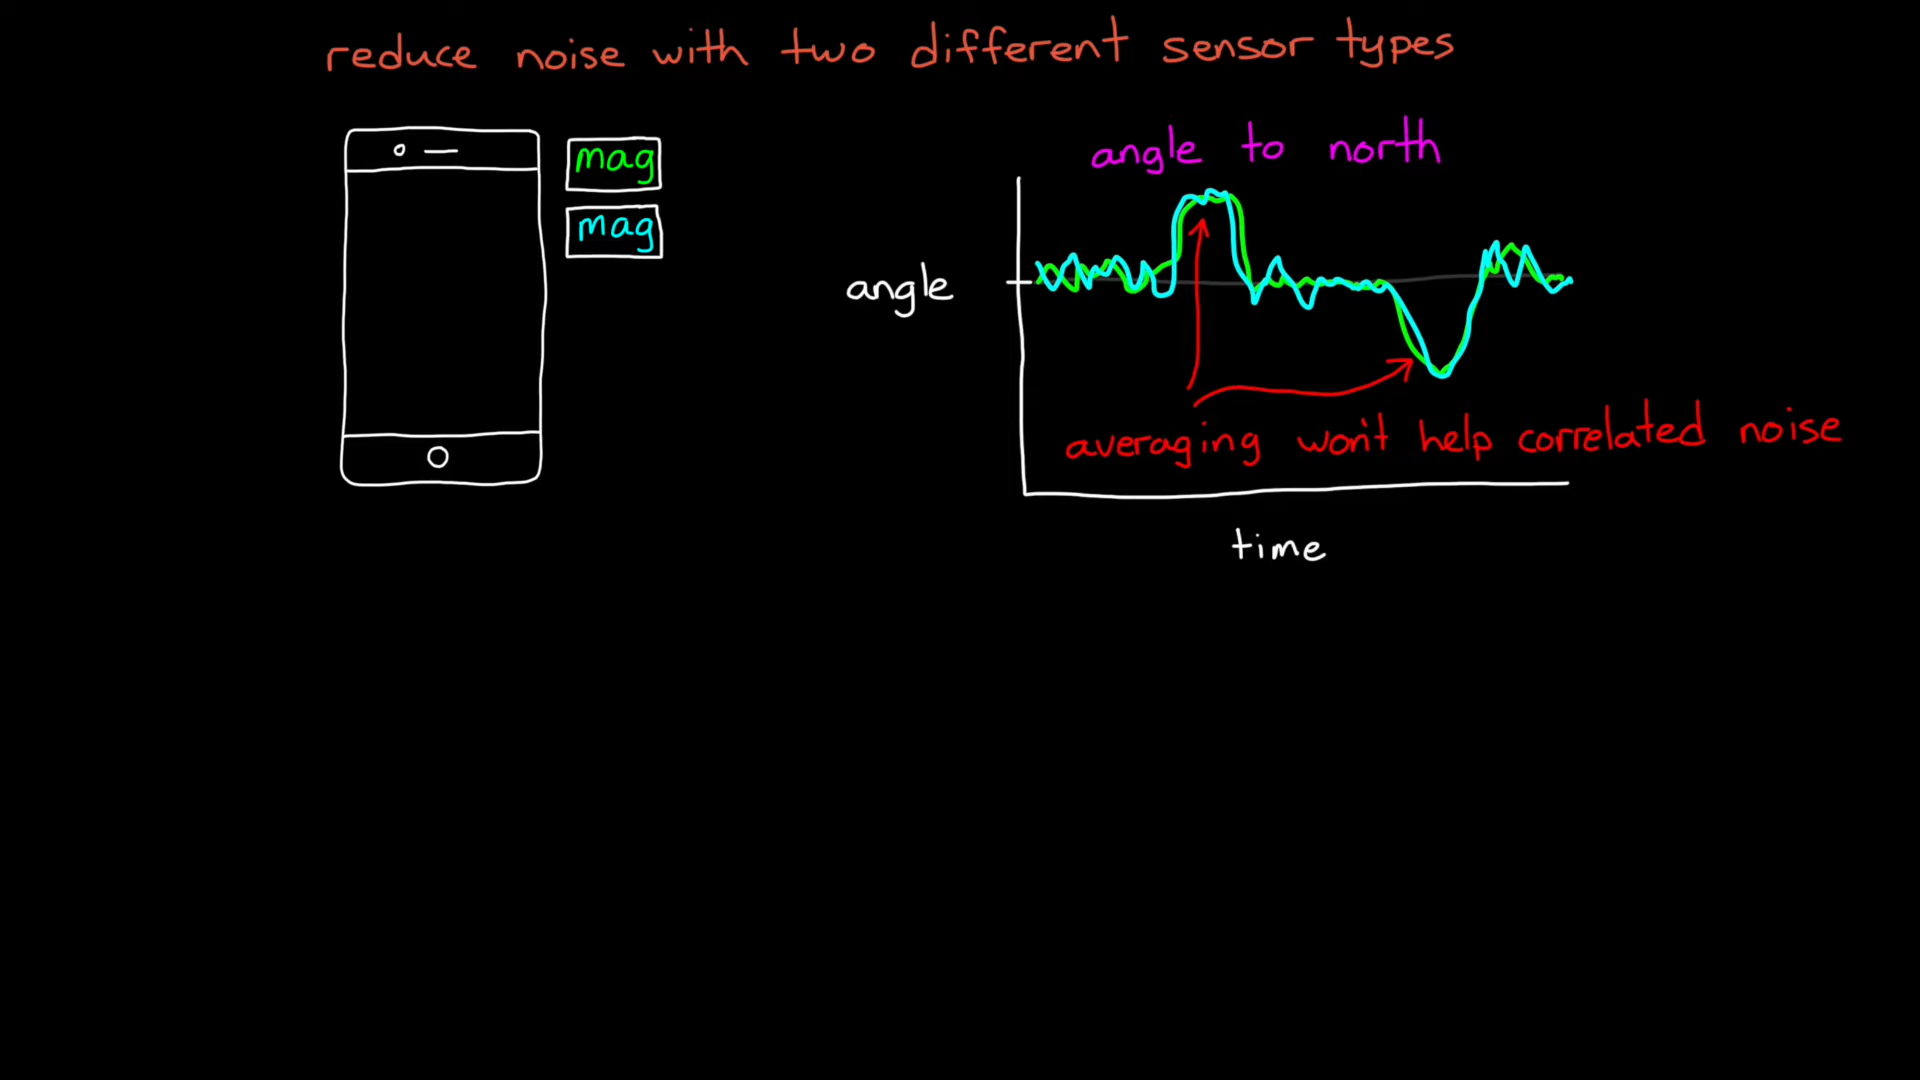 reduce noise with two different sensor types
mag
mag
angle to north
angle
averaging won't help correlated noise
time